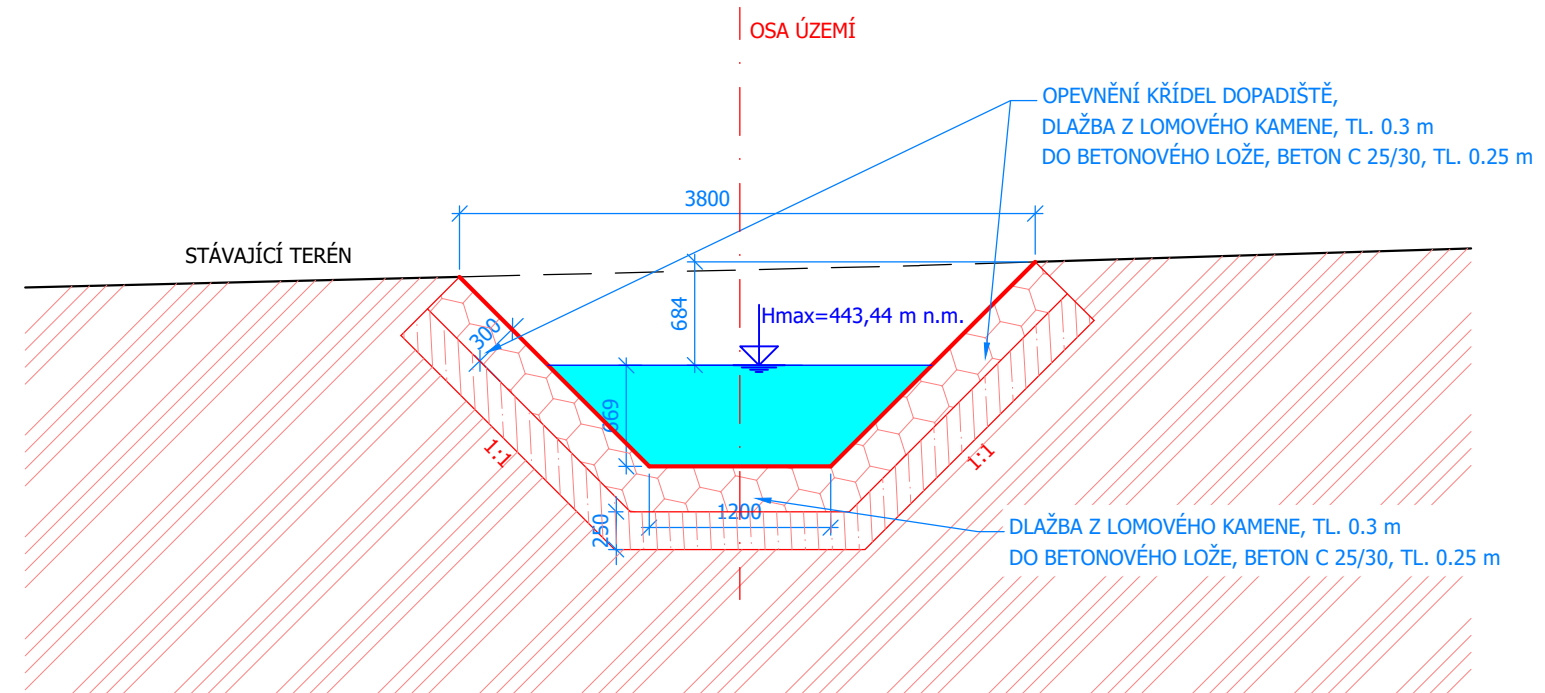 OSA ÚZEMÍ
OPEVNĚNÍ KŘÍDEL DOPADIŠTĚ,
DLAŽBA Z LOMOVÉHO KAMENE, TL. 0.3 m
DO BETONOVÉHO LOŽE, BETON C 25/30, TL. 0.25 m
3800
STÁVAJÍCÍ TERÉN
684
Hmax=443,44 m n.m.
300
669
1:1
1:1
250
1200
DLAŽBA Z LOMOVÉHO KAMENE, TL. 0.3 m
DO BETONOVÉHO LOŽE, BETON C 25/30, TL. 0.25 m